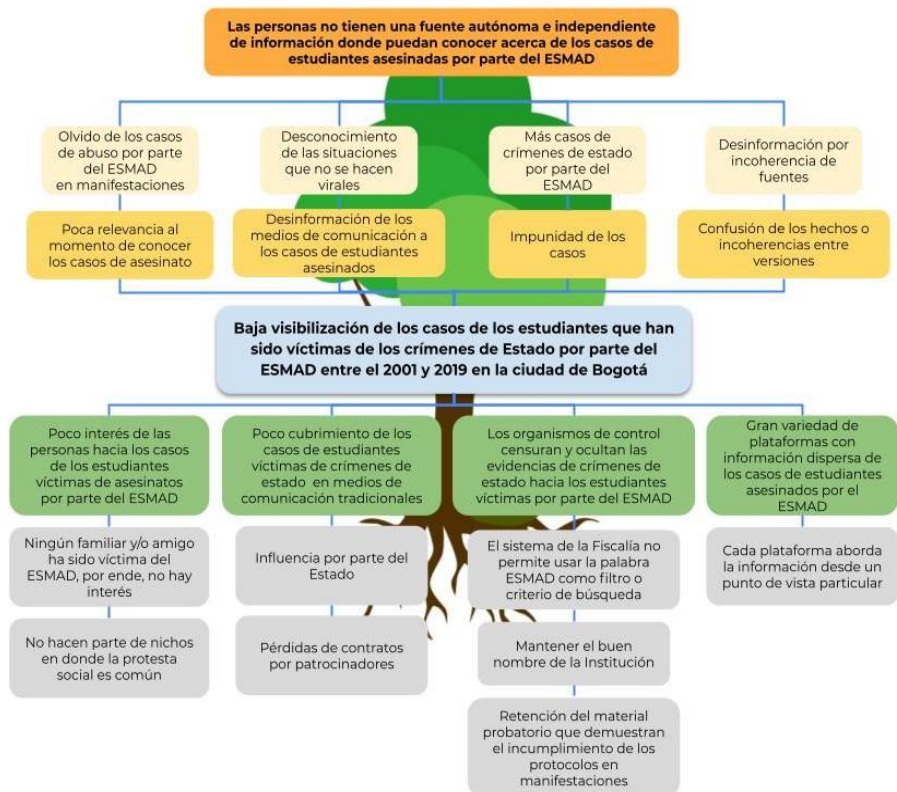 Las personas no tienen una fuente autónoma e independiente
de información donde puedan conocer acerca de los casos de
estudiantes asesinadas por parte del ESMAD
Olvido de los casos
de abuso por parte
del ESMAD
en manifestaciones
Desconocimiento
de las situaciones
que no se hacen
virales
Más casos de
crímenes de estado
por parte del
ESMAD
Desinformación por
incoherencia de
fuentes
Poca relevancia al
momento de conocer
los casos de asesinato
Desinformación de los
medios de comunicación a
los casos de estudiantes
asesinados
Impunidad de los
casos
Confusión de los hechos o
incoherencias entre
versiones
Baja visibilización de los casos de los estudiantes que han
sido víctimas de los crímenes de Estado por parte del
ESMAD entre el 2001 y 2019 en la ciudad de Bogotá
Poco interés de las
personas hacia los casos
de los estudiantes
víctimas de asesinatos
por parte del ESMAD
Poco cubrimiento de los
casos de estudiantes
víctimas de crímenes de
estado en medios de
comunicación tradicionales
Los organismos de control
censuran y ocultan las
evidencias de crímenes de
estado hacia los estudiantes
víctimas por parte del ESMAD
Gran variedad de
plataformas con
información dispersa de
los casos de estudiantes
asesinados por el
ESMAD
Ningún familiar y/o amigo
ha sido víctima del
ESMAD, por ende, no hay
interés
Influencia por parte del
Estado
El sistema de la Fiscalía no
permite usar la palabra
ESMAD como filtro o
criterio de búsqueda
Cada plataforma aborda
la información desde un
punto de vista particular
No hacen parte de nichos
en donde la protesta
social es común
Pérdidas de contratos
por patrocinadores
Mantener el buen
nombre de la Institución
Retención del material
probatorio que demuestran
el incumplimiento de los
protocolos en
manifestaciones